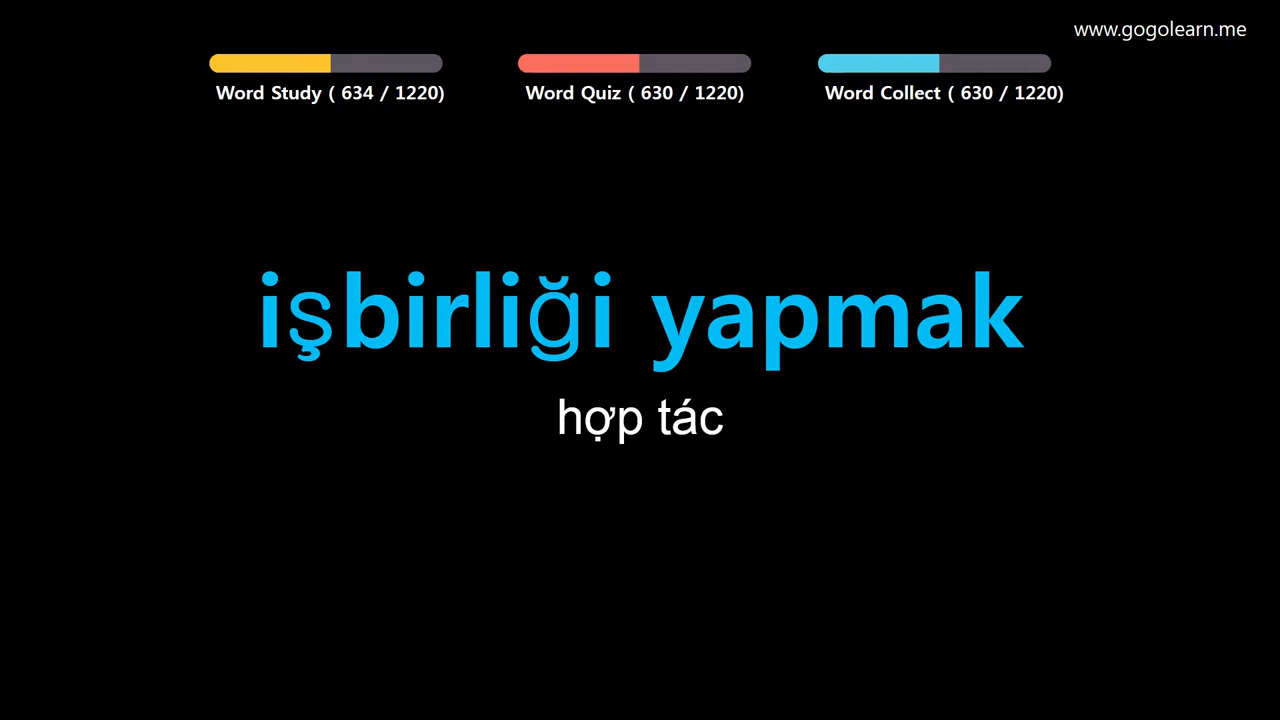 www.gogolearn.me
Word Study ( 634 / 1220)
Word Quiz ( 630 / 1220)
Word Collect ( 630 / 1220)
işbirliği yapmak
hợp tác